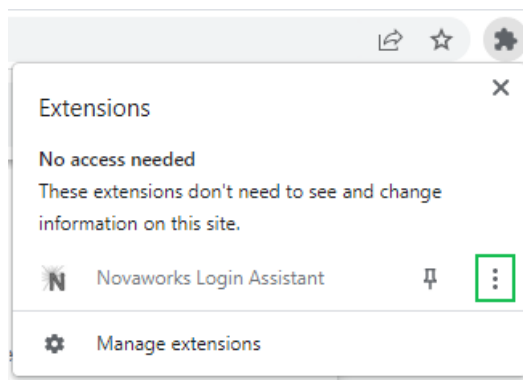 Extensions
No access needed
These extensions don't need to see and change
information on this site.
N Novaworks Login Assistant
Manage extensions